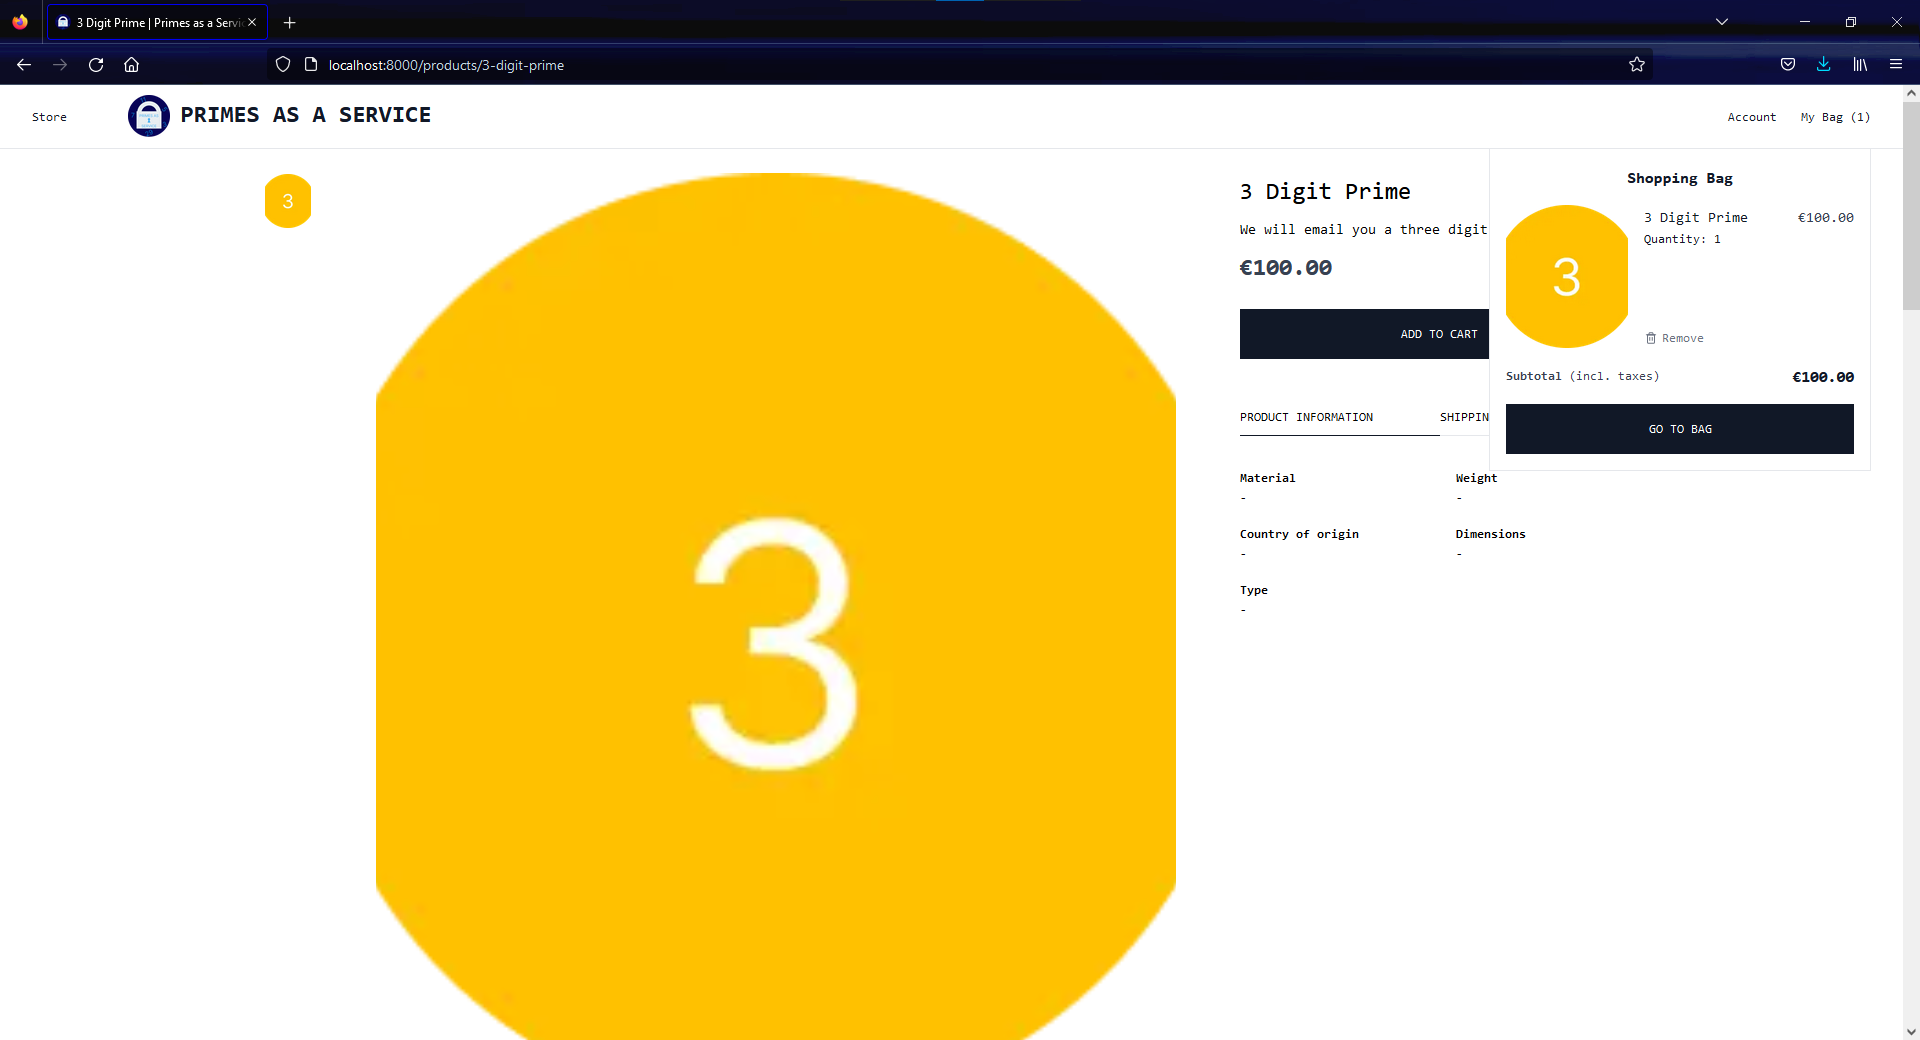 3 Digit Prime | Primes as a Servi
localhost:8000/products/3-digit-prime
Store
PRIMES AS A SERVICE
Account
My Bag (1)
3
3
3 Digit Prime
We will email you a three digit
€100.00
ADD TO CART
PRODUCT INFORMATION
SHIPPIN
Material
-
Weight
-
Country of origin
-
Dimensions
-
Type
-
Shopping Bag
3
3 Digit Prime
€100.00
Quantity: 1
Remove
Subtotal (incl. taxes)
€100.00
GO TO BAG